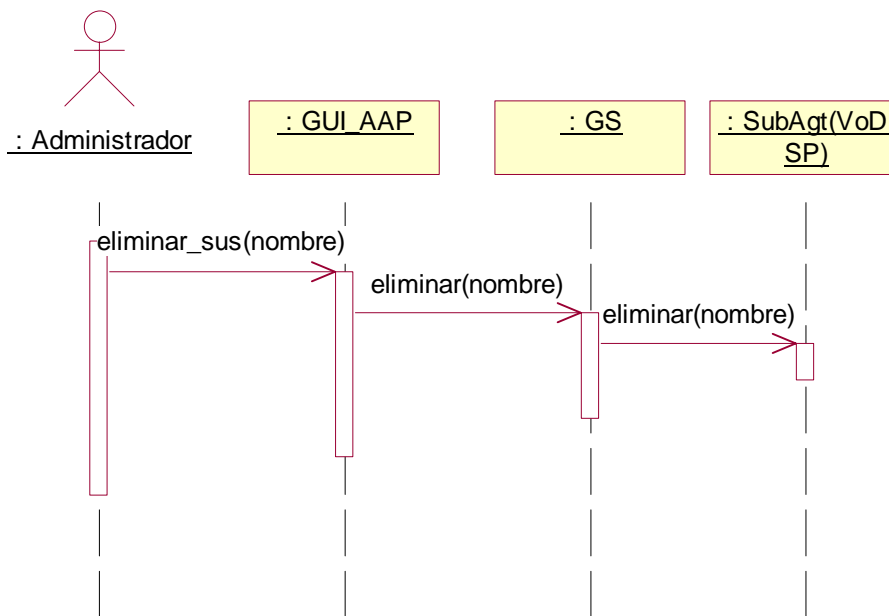 : Administrador
: GUI_AAP
: GS
: SubAgt(VoD
SP)
eliminar_sus(nombre)
eliminar(nombre)
eliminar(nombre)